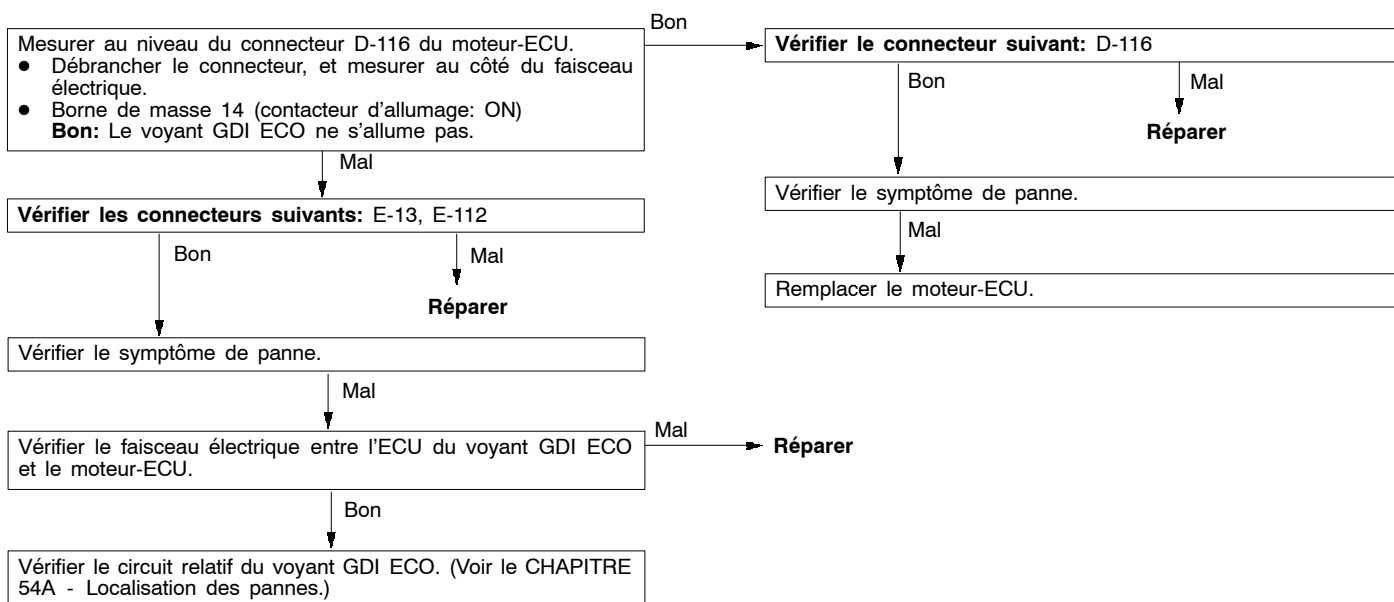 Mesurer au niveau du connecteur D-116 du moteur-ECU.
● Débrancher le connecteur, et mesurer au côté du faisceau
électrique.
● Borne de masse 14 (contacteur d'allumage: ON)
Bon: Le voyant GDI ECO ne s'allume pas.
Bon
Vérifier le connecteur suivant: D-116
Bon
Mal
Réparer
Vérifier le symptôme de panne.
Mal
Remplacer le moteur-ECU.
Mal
Vérifier les connecteurs suivants: E-13, E-112
Bon
Mal
Réparer
Vérifier le symptôme de panne.
Mal
Vérifier le faisceau électrique entre l'ECU du voyant GDI ECO
et le moteur-ECU.
Mal
Réparer
Bon
Vérifier le circuit relatif du voyant GDI ECO. (Voir le CHAPITRE
54A - Localisation des pannes.)